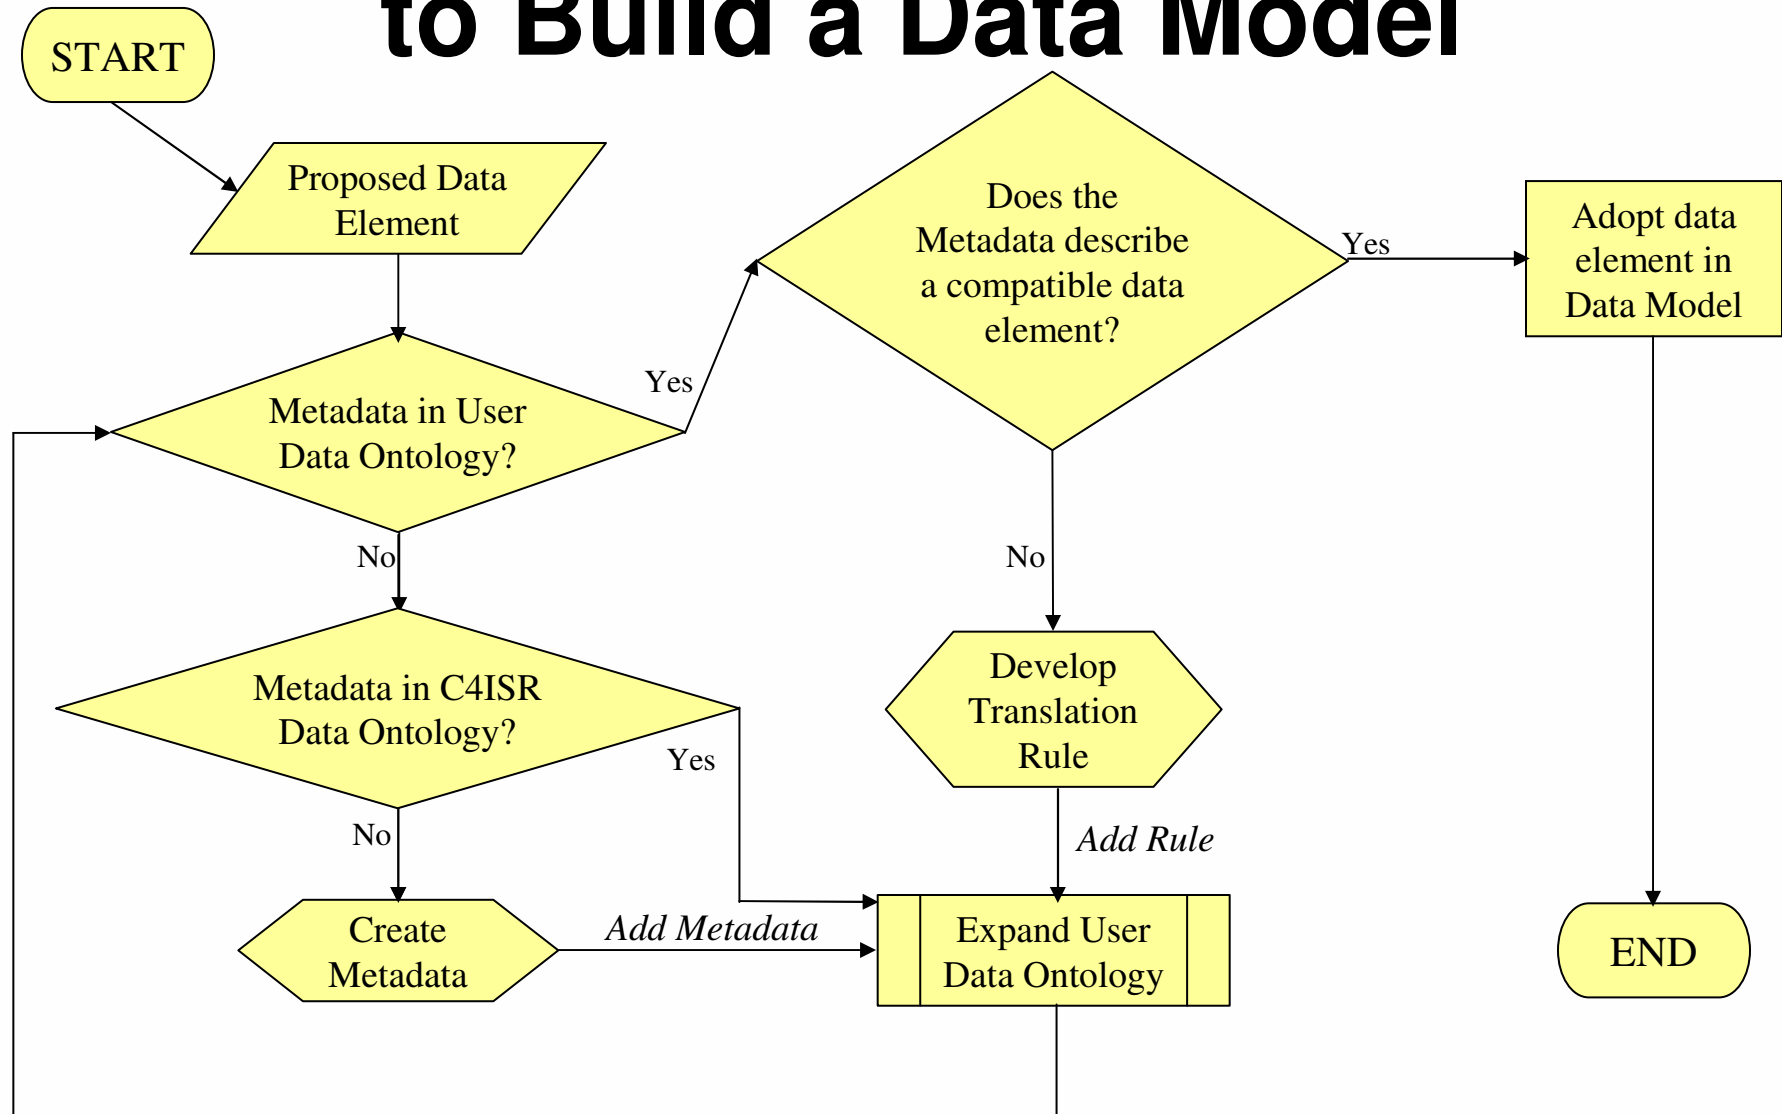 to Build a Data Model
START
Proposed Data
Element
Does the
Metadata describe
a compatible data
element?
Yes
Adopt data
element in
Data Model
Yes
Metadata in User
Data Ontology?
No
No
Metadata in C4ISR
Data Ontology?
Yes
Develop
Translation
Rule
No
Add Rule
Create
Metadata
Add Metadata
Expand User
Data Ontology
END